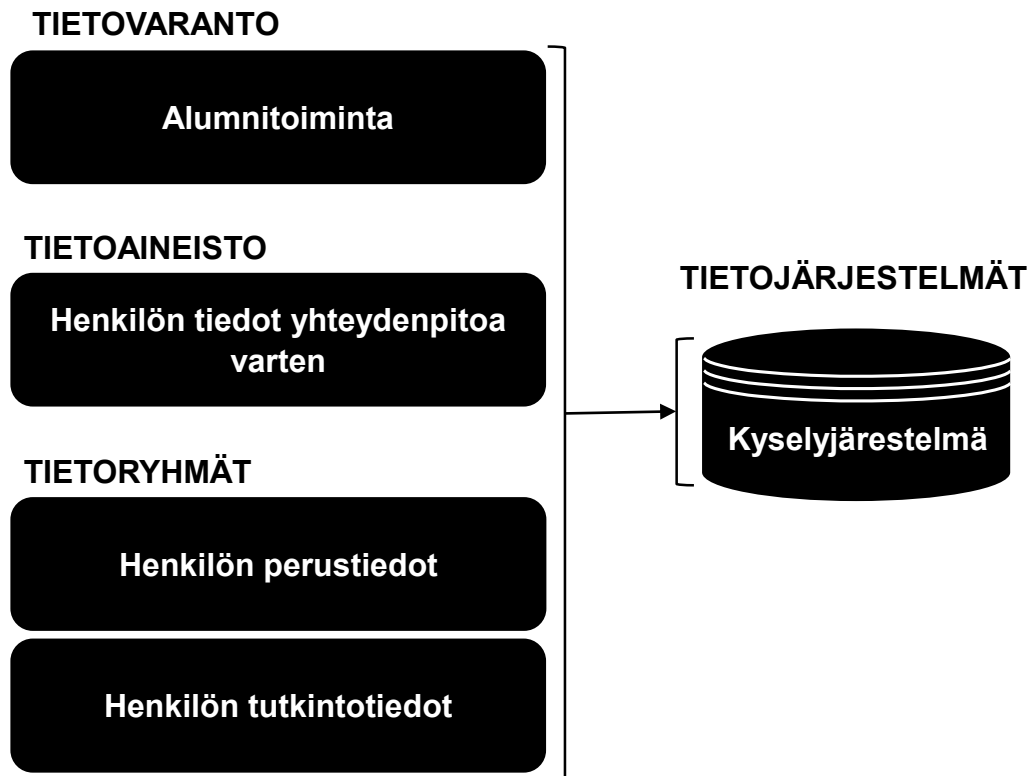 TIETOVARANTO
Alumnitoiminta
TIETOAINEISTO
Henkilön tiedot yhteydenpitoa
varten
TIETORYHMÄT
Henkilön perustiedot
Henkilön tutkintotiedot
TIETOJÄRJESTELMÄT
Kyselyjärestelmä